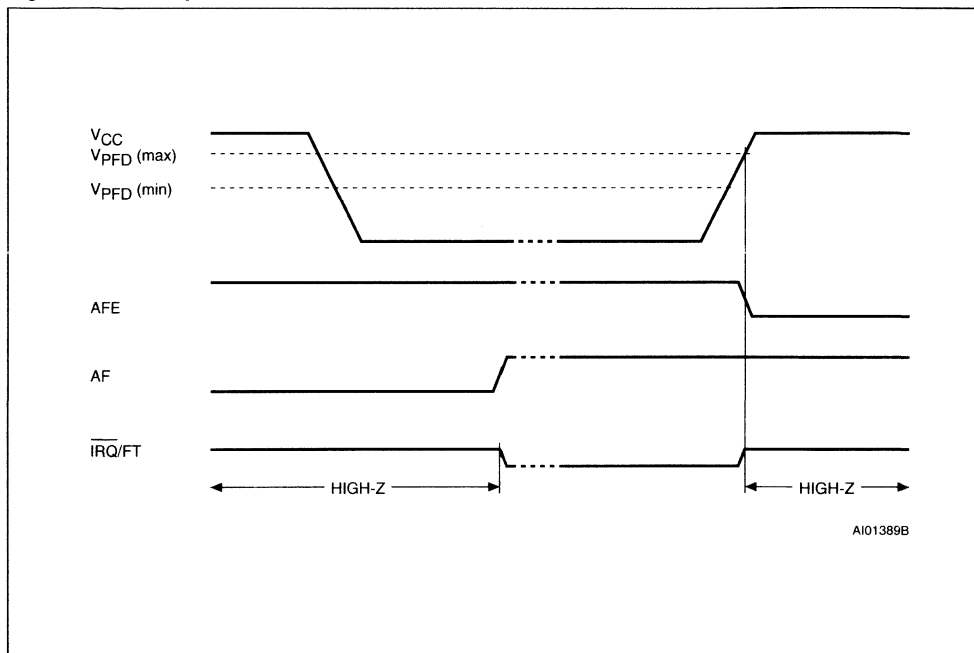 VCC
VPFD (max)
VPFD (min)
AFE
AF
IRQ/FT
HIGH-Z
HIGH-Z
AI01389B